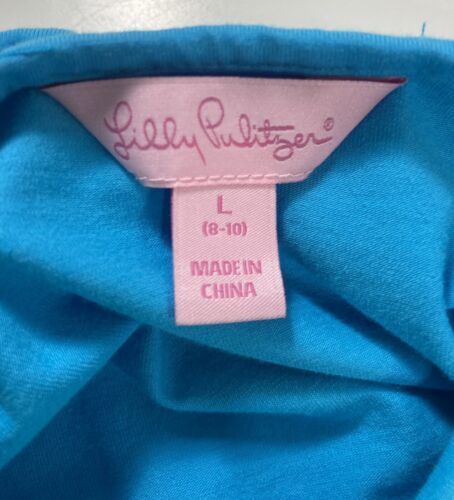 Lilly Pulitzer®
L
(8-10)
MADE IN
CHINA